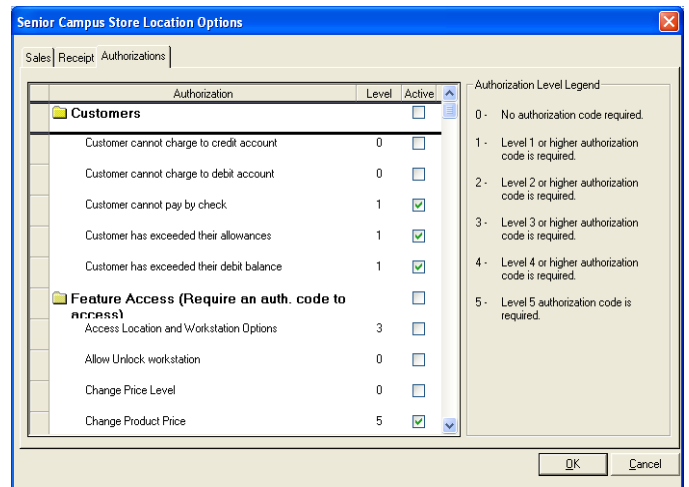 Senior Campus Store Location Options
Sales Receipt Authorizations
Authorization Level Active
Customers
Customer cannot charge to credit account 0
Customer cannot charge to debit account 0
Customer cannot pay by check 1
Customer has exceeded their allowances 1
Customer has exceeded their debit balance 1
Feature Access (Require an auth. code to
access)
Access Location and Workstation Options 3
Allow Unlock workstation 0
Change Price Level 0
Change Product Price 5
Authorization Level Legend
0 - No authorization code required.
1 - Level 1 or higher authorization
code is required.
2 - Level 2 or higher authorization
code is required.
3 - Level 3 or higher authorization
code is required.
4 - Level 4 or higher authorization
code is required.
5 - Level 5 authorization code is
required.
OK Cancel